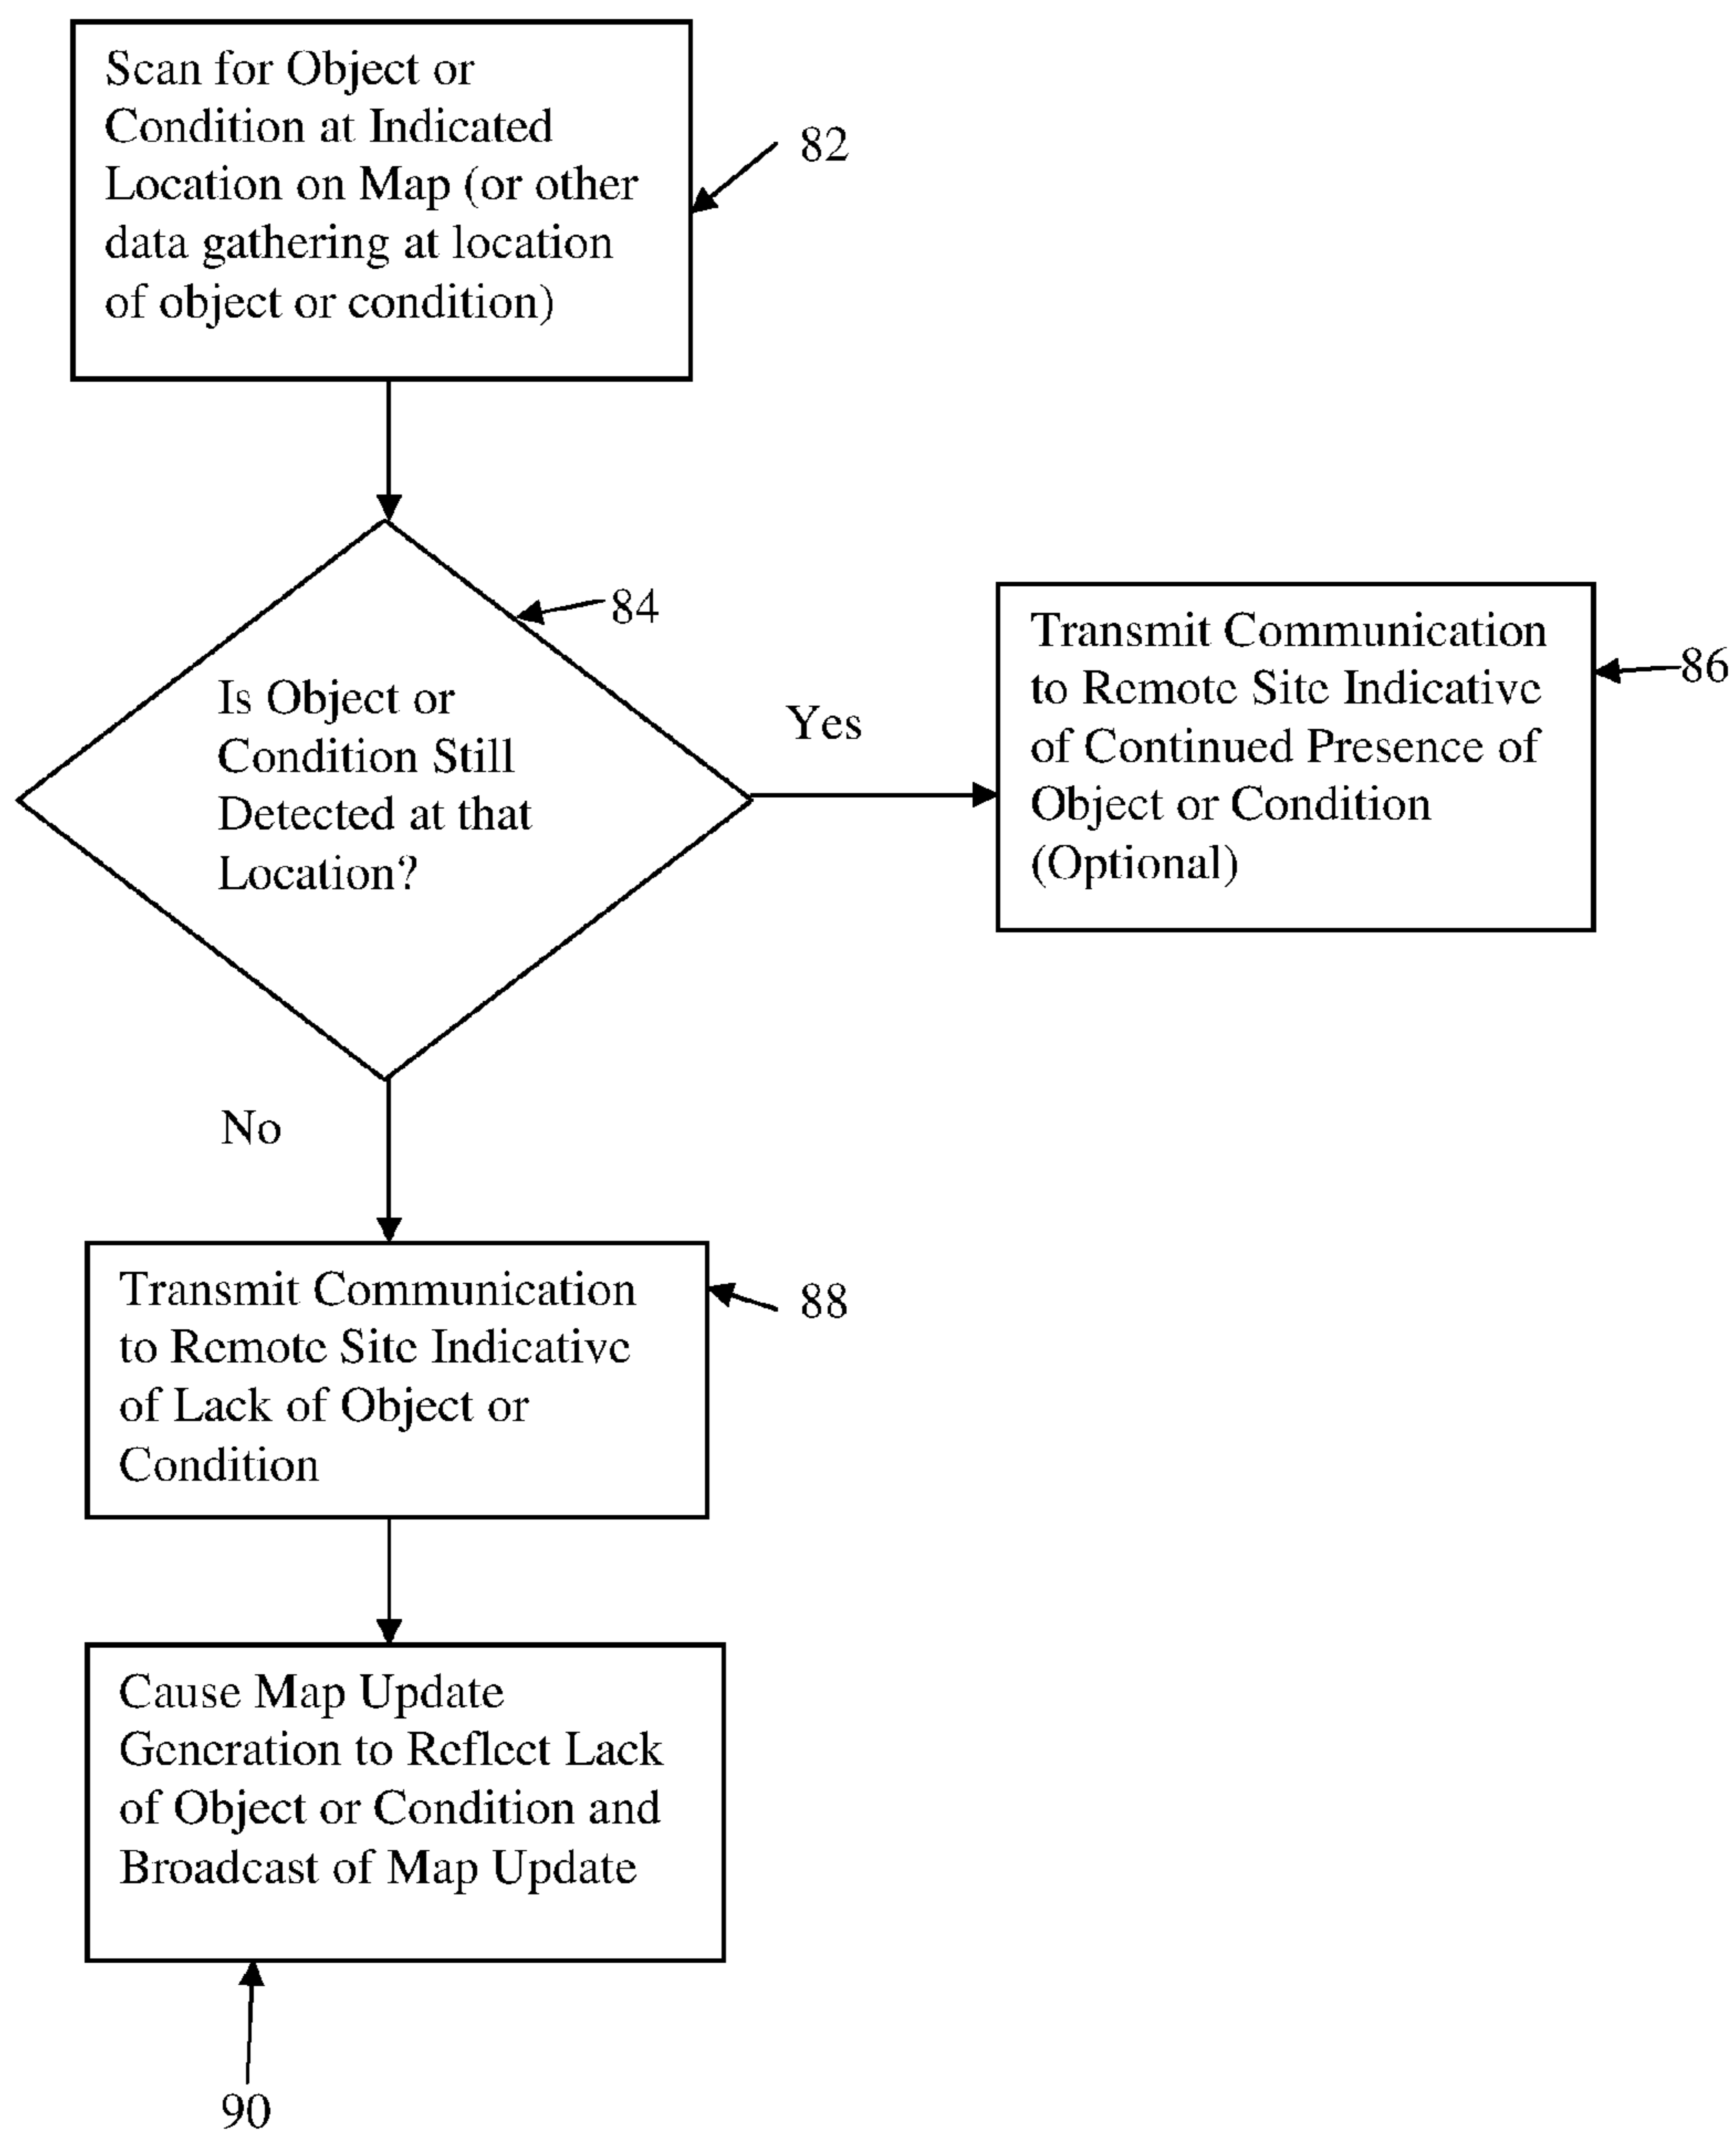 Scan for Object or
Condition at Indicated
Location on Map (or other
data gathering at location
of object or condition)
82
84
Is Object or
Condition Still
Detected at that
Location?
Yes
Transmit Communication
to Remote Site Indicative
of Continued Presence of
Object or Condition
(Optional)
86
No
Transmit Communication
to Remote Site Indicative
of Lack of Object or
Condition
88
Cause Map Update
Generation to Reflect Lack
of Object or Condition and
Broadcast of Map Update
90